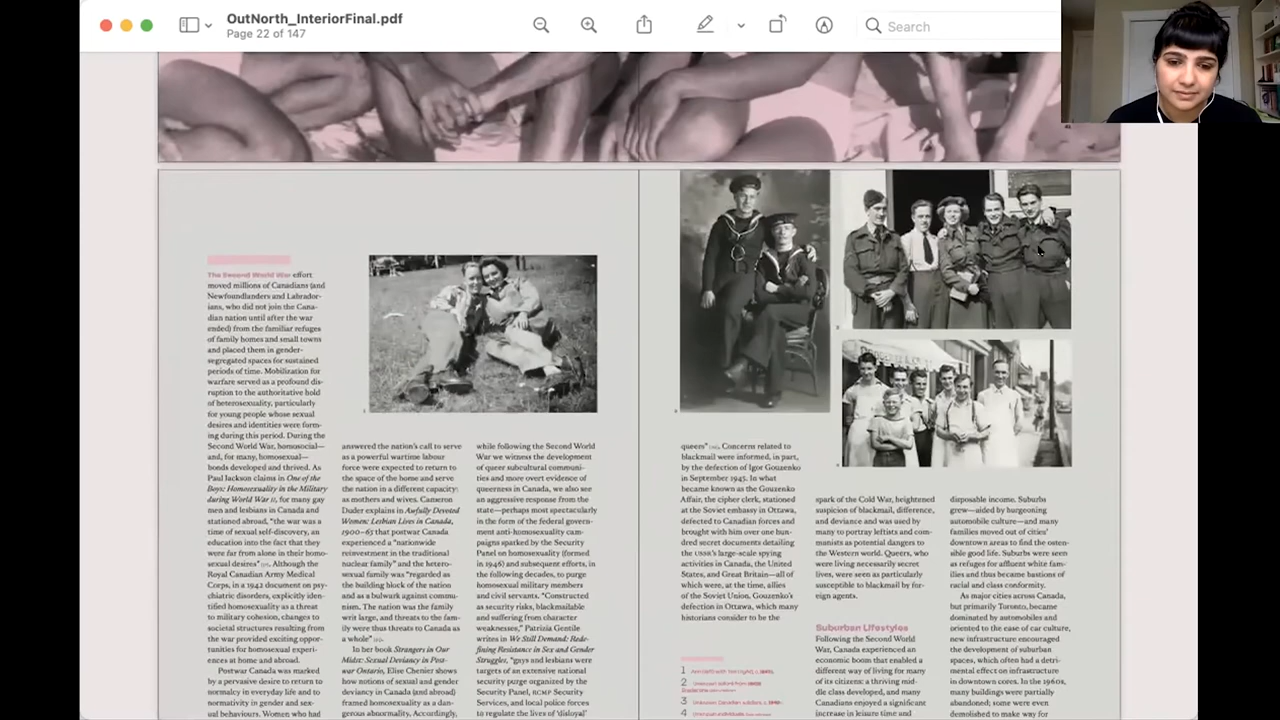 OutNorth_InteriorFinal.pdf
Page 22 of 147
Search
The Second World War effort
moved millions of Canadians (and
Newfoundlanders and Labrador-
ians, who did not join the Cana-
dian nation until after the war
ended) from the familiar refuges
of family homes and small towns
and placed them in gender-
segregated spaces for sustained
periods of time. Mobilization for
warfare served as a profound dis-
ruption to the authoritative hold
of heterosexuality, particularly
for young people whose sexual
desires and identities were form-
ing during this period. During the
Second World War, homosocial—
and, for many, homosexual—
bonds developed and thrived. As
Paul Jackson claims in One of the
Boys: Homosexuality in the Military
during World War II, for many gay
men and lesbians in Canada and
stationed abroad, "the war was a
time of sexual self-discovery, an
education into the fact that they
were far from alone in their homo-
sexual desires" Although the
Royal Canadian Army Medical
Corps, in a 1942 document on psy-
chiatric disorders, explicitly iden-
tified homosexuality as a threat
to military cohesion, changes to
societal structures resulting from
the war provided exciting oppor-
tunities for homosexual experi-
ences at home and abroad.
Postwar Canada was marked
by a pervasive desire to return to
normalcy in everyday life and to
normativity in gender and sex-
ual behaviours. Women who had
answered the nation's call to serve
as a powerful wartime labour
force were expected to return to
the space of the home and serve
the nation in a different capacity:
as mothers and wives. Cameron
Duder explains in Awfully Devoted
Women: Lesbian Lives in Canada,
1900–65 that postwar Canada
experienced a "nationwide
reinvestment in the traditional
nuclear family" and the hetero-
sexual family was "regarded as
the building block of the nation
and as a bulwark against commu-
nism. The nation was the family
writ large, and threats to the fam-
ily were thus threats to Canada as
a whole"
In her book Strangers in Our
Midst: Sexual Deviancy in Post-
war Ontario, Elise Chenier shows
how notions of sexual and gender
deviancy in Canada (and abroad)
framed homosexuality as a dan-
gerous abnormality. Accordingly,
while following the Second World
War we witness the development
of queer subcultural communi-
ties and more overt evidence of
queerness in Canada, we also see
an aggressive response from the
state—perhaps most spectacularly
in the form of the federal govern-
ment anti-homosexuality cam-
paigns sparked by the Security
Panel on homosexuality (formed
in 1946) and subsequent efforts, in
the following decades, to purge
homosexual military members
and civil servants. "Constructed
as security risks, blackmailable
and suffering from character
weaknesses," Patrizia Gentile
writes in We Still Demand: Rede-
fining Resistance in Sex and Gender
Struggles, "gays and lesbians were
targets of an extensive national
security purge organized by the
Security Panel, RCMP Security
Services, and local police forces
to regulate the lives of 'disloyal'
queers" Concerns related to
blackmail were informed, in part,
by the defection of Igor Gouzenko
in September 1945. In what
became known as the Gouzenko
Affair, the cipher clerk, stationed
at the Soviet embassy in Ottawa,
defected to Canadian forces and
brought with him over one hun-
dred secret documents detailing
the USSR's large-scale spying
activities in Canada, the United
States, and Great Britain—all of
which were, at the time, allies
of the Soviet Union. Gouzenko's
defection in Ottawa, which many
historians consider to be the
1
2
3
4
spark of the Cold War, heightened
suspicion of blackmail, difference,
and deviance and was used by
many to portray leftists and com-
munists as potential dangers to
the Western world. Queers, who
were living necessarily secret
lives, were seen as particularly
susceptible to blackmail by for-
eign agents.
Suburban Lifestyles
Following the Second World
War, Canada experienced an
economic boom that enabled a
different way of living for many
of its citizens: a thriving mid-
dle class developed, and many
Canadians enjoyed a significant
increase in leisure time and
disposable income. Suburbs
grew—aided by burgeoning
automobile culture—and many
families moved out of cities'
downtown areas to find the osten-
sible good life. Suburbs were seen
as refuges for affluent white fam-
ilies and thus became bastions of
racial and class conformity.
As major cities across Canada,
but primarily Toronto, became
dominated by automobiles and
oriented to the ease of car culture,
new infrastructure encouraged
the development of suburban
spaces, which often had a detri-
mental effect on infrastructure
in downtown cores. In the 1960s,
many buildings were partially
abandoned; some were even
demolished to make way for